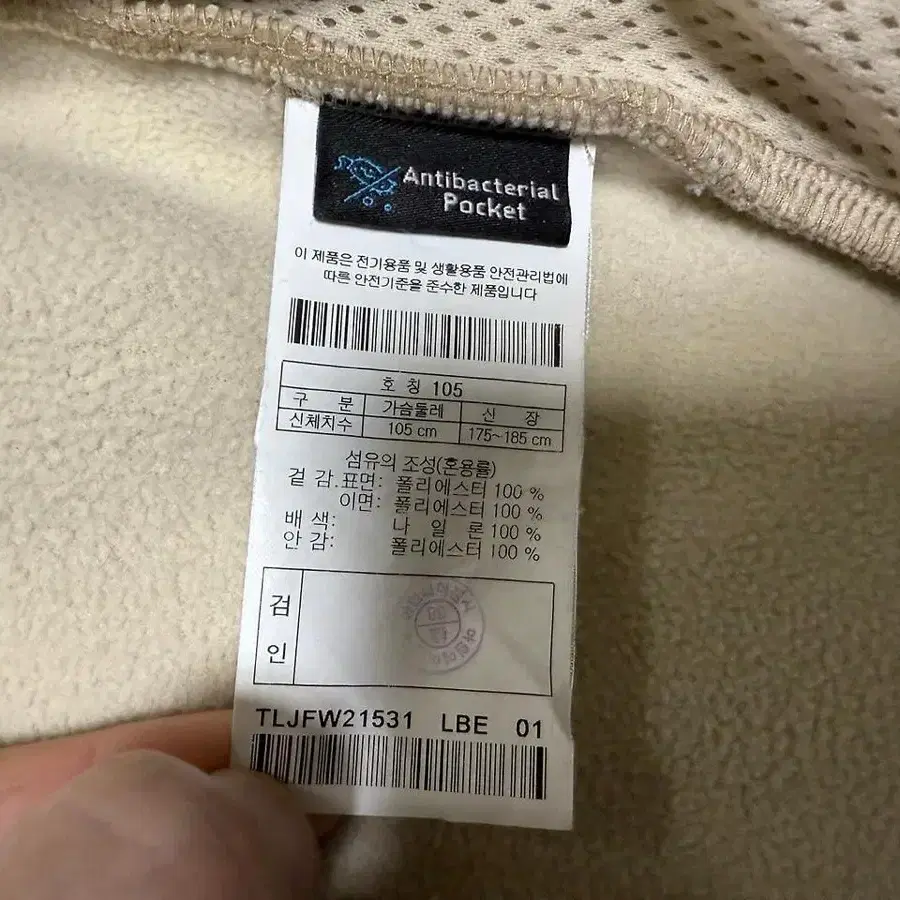 Antibacterial
Pocket
이 제품은 전기용품 및 생활용품 안전관리법에
따른 안전기준을 준수한 제품입니다
호 칭 105
구 분 가슴둘레 신 장
신체치수 105 cm 175~185 cm
섬유의 조성(혼용률)
겉 감.표면: 폴리에스터 100 %
이면: 폴리에스터 100 %
배 색: 나 일 론 100 %
안 감: 폴리에스터 100 %
검
인
TLJFW21531 LBE 01